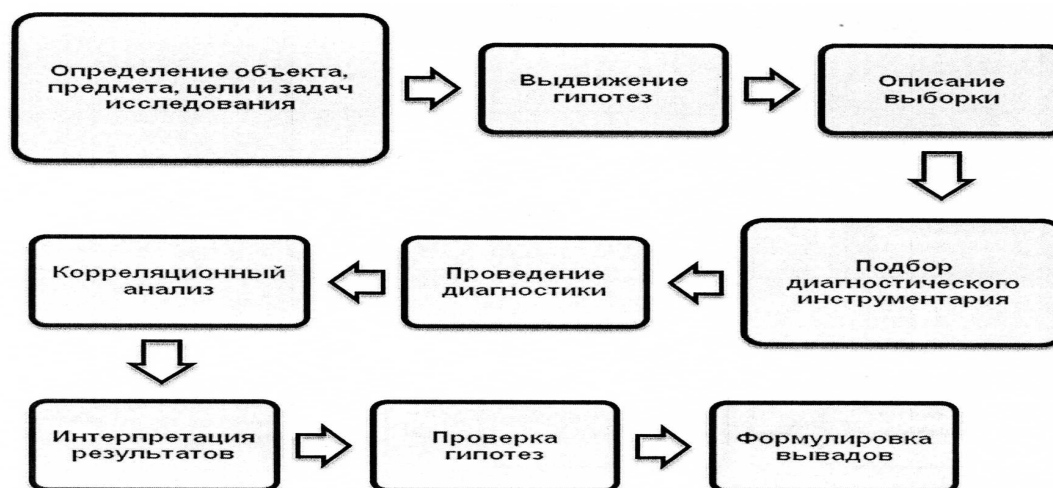 Определение объекта,
предмета, цели и задач
исследования
Выдвижение
гипотез
Описание
выборки
Подбор
диагностического
инструментария
Проведение
диагностики
Корреляционный
анализ
Интерпретация
результатов
Проверка
гипотез
Формулировка
вывадов